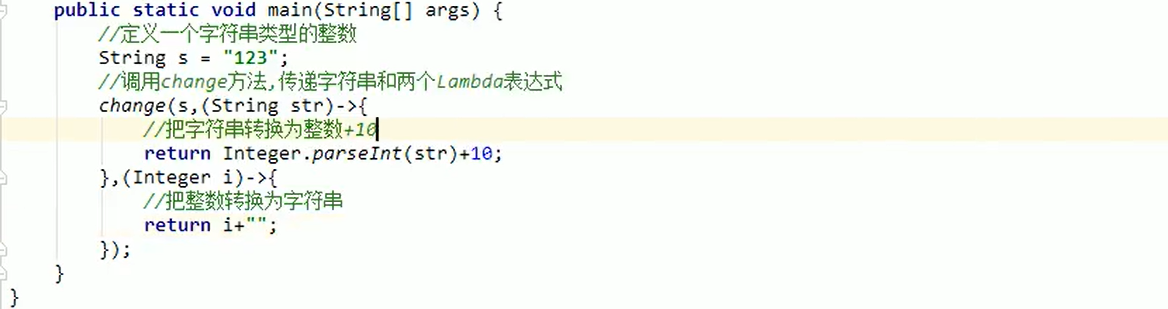 public static void main(String[] args) {
//定义一个字符串类型的整数
String s = "123";
//调用change方法,传递字符串和两个Lambda表达式
change(s,(String str)->{
//把字符串转换为整数+10
return Integer.parseInt(str)+10;
},(Integer i)->{
//把整数转换为字符串
return i+"";
});
}
}